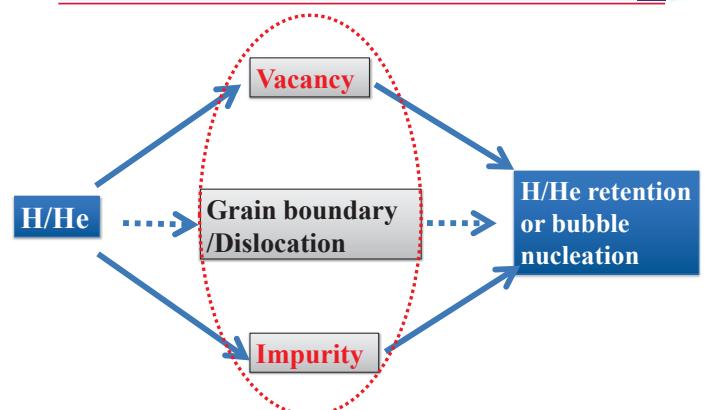 Vacancy
H/He
Grain boundary
/Dislocation
H/He retention
or bubble
nucleation
Impurity